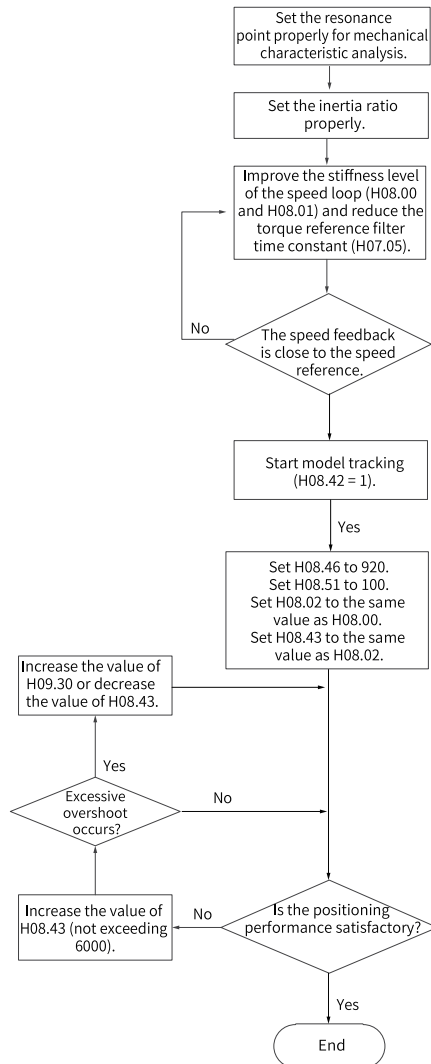 Set the resonance
point properly for mechanical
characteristic analysis.
Set the inertia ratio
properly.
Improve the stiffness level
of the speed loop (H08.00
and H08.01) and reduce the
torque reference filter
time constant (H07.05).
No
The speed feedback
is close to the speed
reference.
Start model tracking
(H08.42 = 1).
Yes
Set H08.46 to 920.
Set H08.51 to 100.
Set H08.02 to the same
value as H08.00.
Set H08.43 to the same
value as H08.02.
Increase the value of
H09.30 or decrease
the value of H08.43.
Yes
Excessive
overshoot
occurs?
No
Increase the value of
H08.43 (not exceeding
6000).
No
Is the positioning
performance satisfactory?
Yes
End